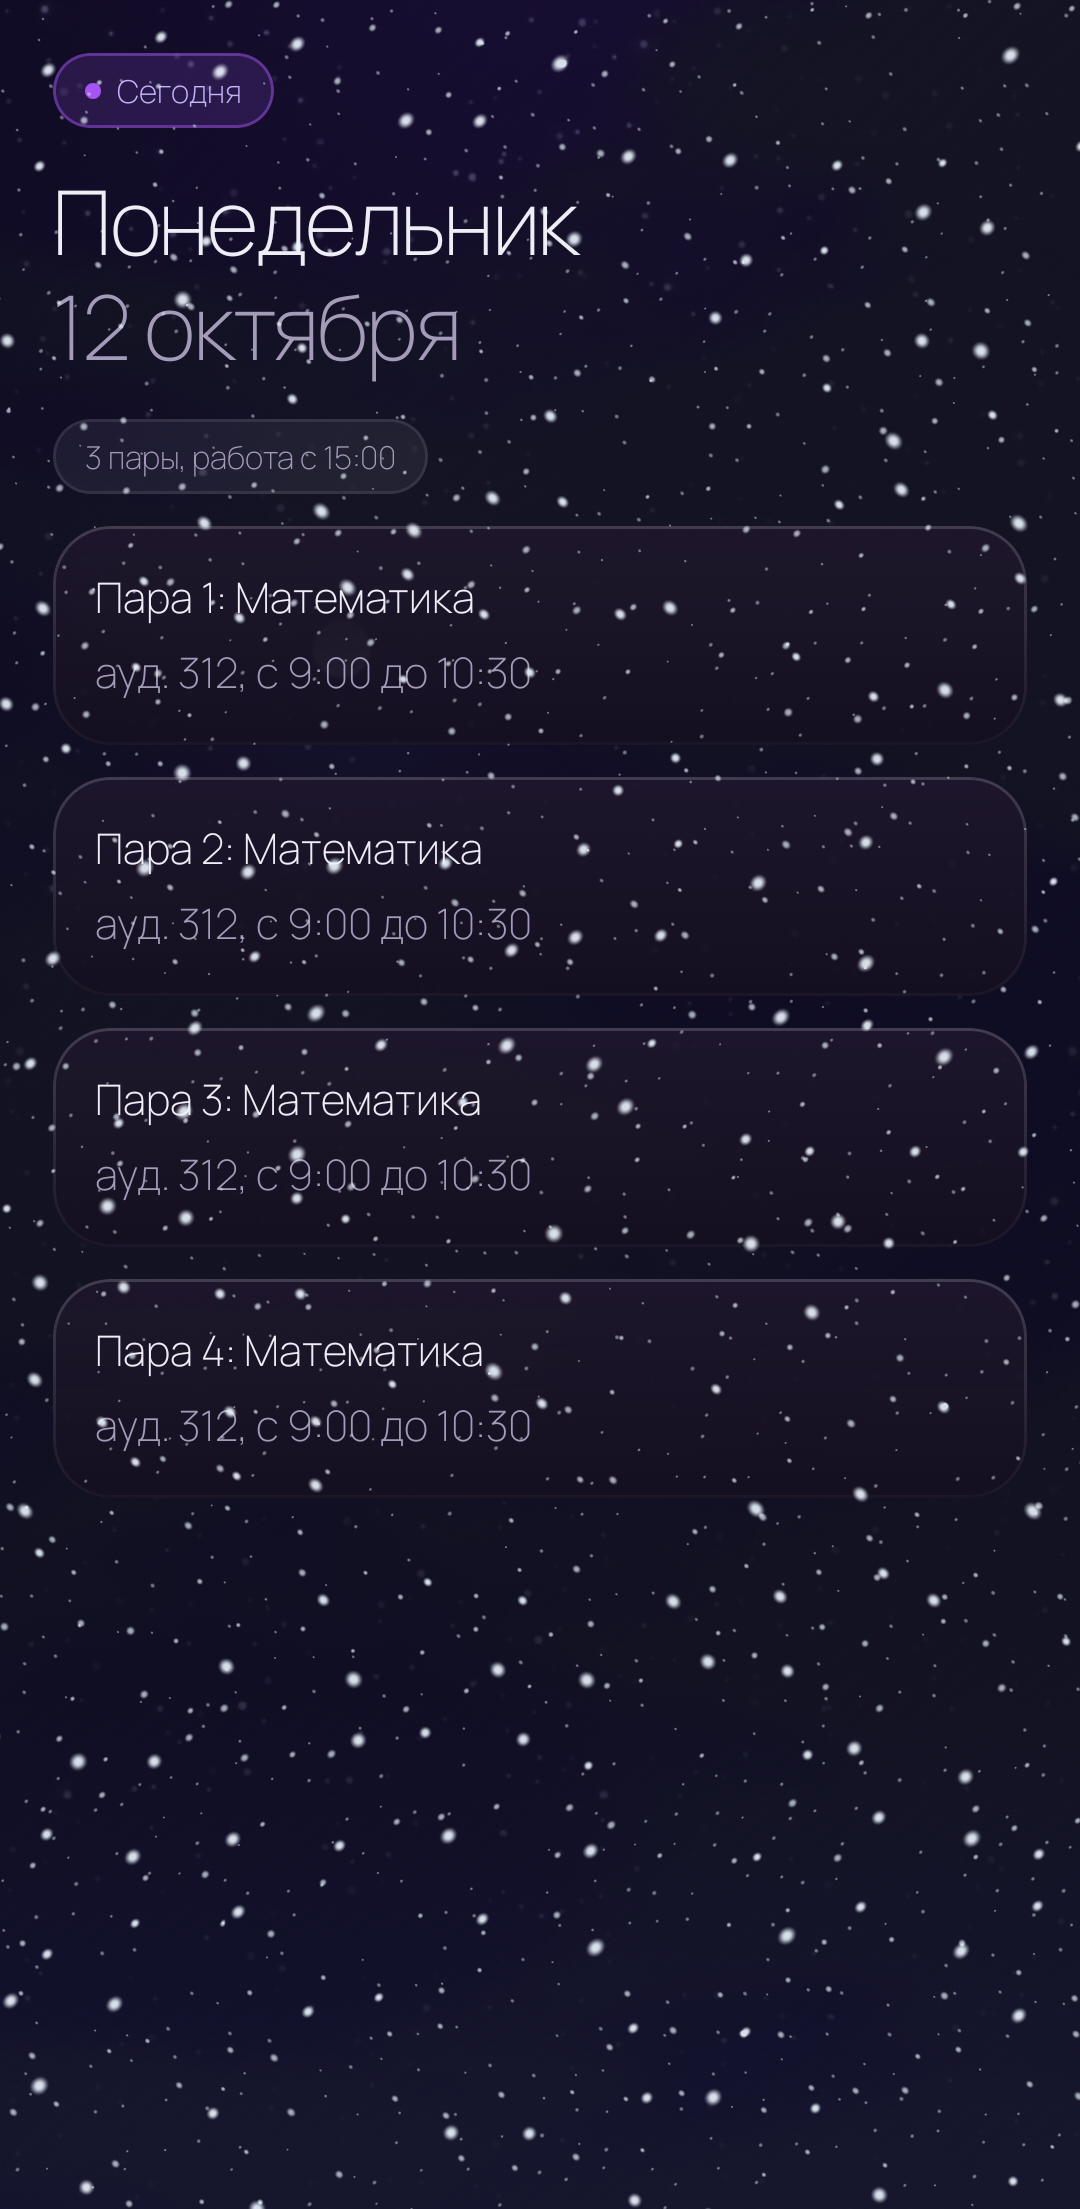 Сегодня
Понедельник
12 октября
3 пары, работа с 15:00
Пара 1: Математика
ауд. 312, с 9:00 до 10:30
Пара 2: Математика
ауд. 312, с 9:00 до 10:30
Пара 3: Математика
ауд. 312, с 9:00 до 10:30
Пара 4: Математика
ауд. 312, с 9:00 до 10:30